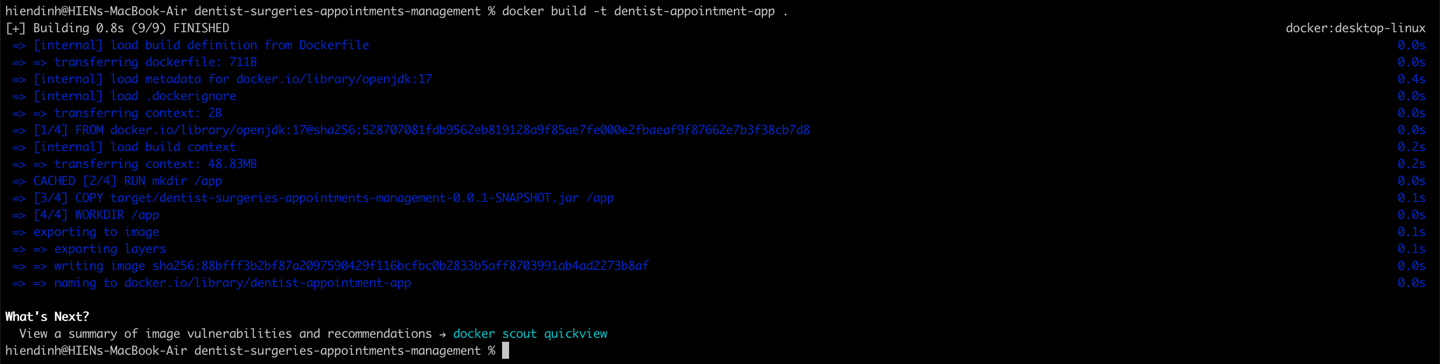 hiendinh@HIENs-MacBook-Air dentist-surgeries-appointments-management % docker build -t dentist-appointment-app .
[+] Building 0.8s (9/9) FINISHED docker:desktop-linux
=> [internal] load build definition from Dockerfile 0.0s
=> => transferring dockerfile: 711B 0.0s
=> [internal] load metadata for docker.io/library/openjdk:17 0.4s
=> [internal] load .dockerignore 0.0s
=> => transferring context: 2B 0.0s
=> [1/4] FROM docker.io/library/openjdk:17@sha256:528707081fdb9562eb819128a9f85ae7fe000e2fbaeaf9f87662e7b3f38cb7d8 0.0s
=> [internal] load build context 0.2s
=> => transferring context: 48.83MB 0.2s
=> CACHED [2/4] RUN mkdir /app 0.0s
=> [3/4] COPY target/dentist-surgeries-appointments-management-0.0.1-SNAPSHOT.jar /app 0.1s
=> [4/4] WORKDIR /app 0.0s
=> exporting to image 0.1s
=> => exporting layers 0.1s
=> => writing image sha256:88bfff3b2bf87a2097590429f116bcfbc0b2833b5aff8703991ab4ad2273b8af 0.0s
=> => naming to docker.io/library/dentist-appointment-app 0.0s
What's Next?
View a summary of image vulnerabilities and recommendations → docker scout quickview
hiendinh@HIENs-MacBook-Air dentist-surgeries-appointments-management %